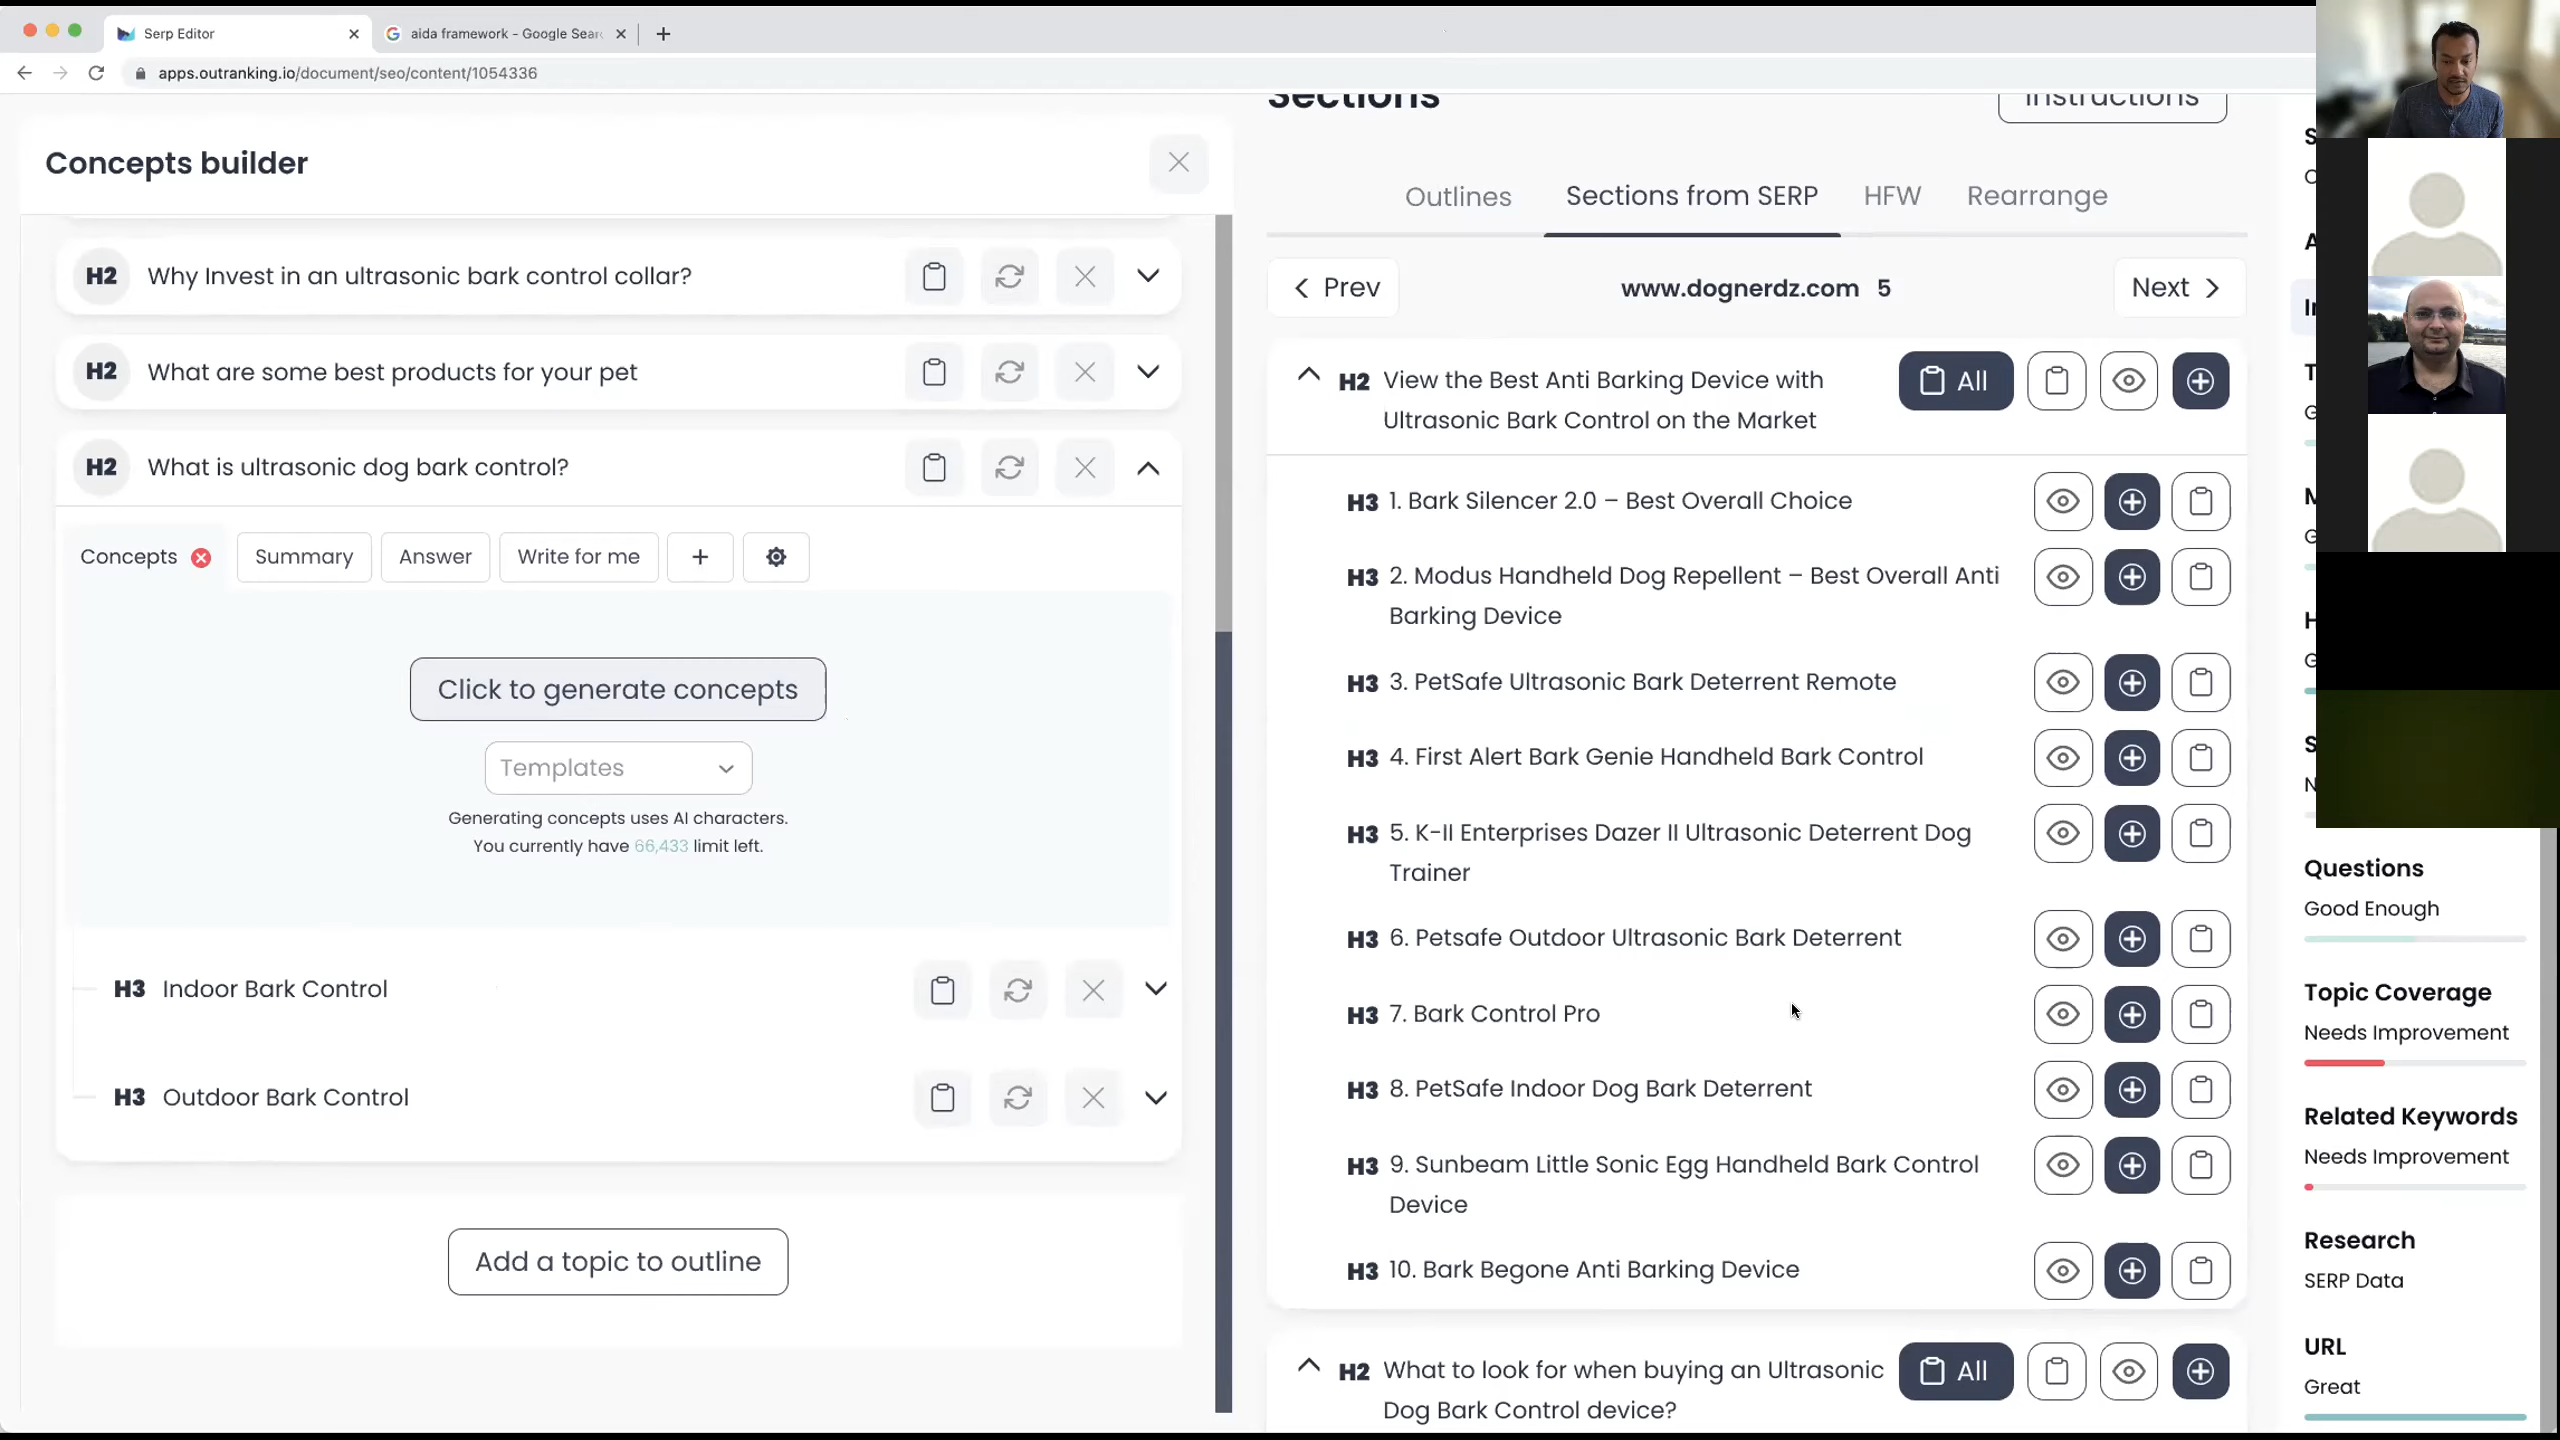 Serp Editor
aida framework - Google Sear
apps.outranking.io/document/seo/content/1054336
Concepts builder
H2 Why Invest in an ultrasonic bark control collar?
H2 What are some best products for your pet
H2 What is ultrasonic dog bark control?
Concepts
Summary
Answer
Write for me
Click to generate concepts
Templates
Generating concepts uses AI characters.
You currently have 66,433 limit left.
H3 Indoor Bark Control
H3 Outdoor Bark Control
Add a topic to outline
Sections
Instructions
Outlines
Sections from SERP
HFW
Rearrange
Prev
www.dognerdz.com 5
Next
H2 View the Best Anti Barking Device with
Ultrasonic Bark Control on the Market
All
H3 1. Bark Silencer 2.0 – Best Overall Choice
H3 2. Modus Handheld Dog Repellent – Best Overall Anti
Barking Device
H3 3. PetSafe Ultrasonic Bark Deterrent Remote
H3 4. First Alert Bark Genie Handheld Bark Control
H3 5. K-II Enterprises Dazer II Ultrasonic Deterrent Dog
Trainer
H3 6. Petsafe Outdoor Ultrasonic Bark Deterrent
H3 7. Bark Control Pro
H3 8. PetSafe Indoor Dog Bark Deterrent
H3 9. Sunbeam Little Sonic Egg Handheld Bark Control
Device
H3 10. Bark Begone Anti Barking Device
H2 What to look for when buying an Ultrasonic
Dog Bark Control device?
All
Questions
Good Enough
Topic Coverage
Needs Improvement
Related Keywords
Needs Improvement
Research
SERP Data
URL
Great